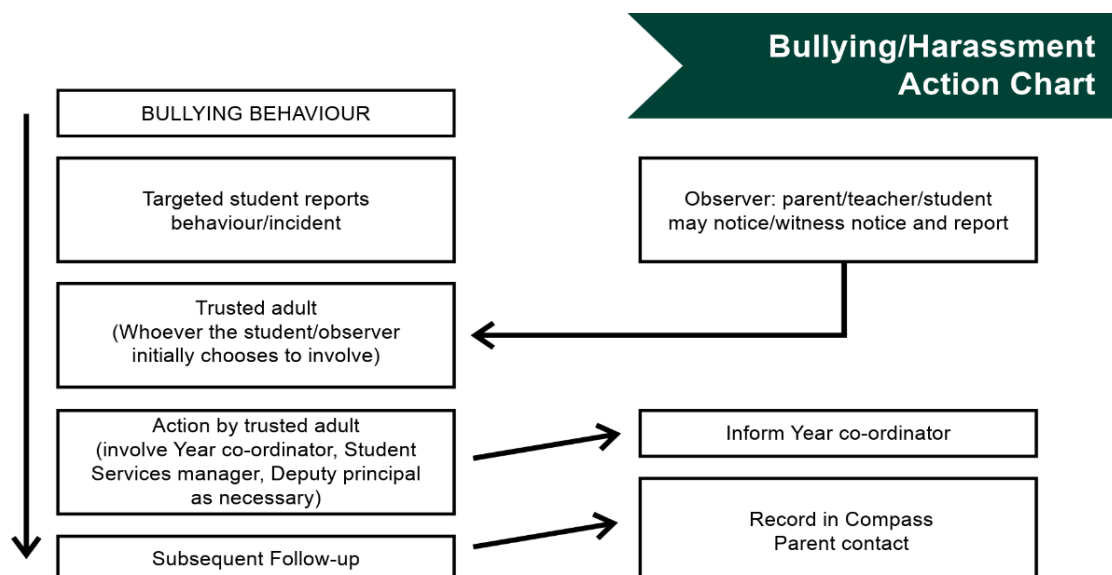 Bullying/Harassment
Action Chart
BULLYING BEHAVIOUR
Targeted student reports
behaviour/incident
Observer: parent/teacher/student
may notice/witness notice and report
Trusted adult
(Whoever the student/observer
initially chooses to involve)
Action by trusted adult
(involve Year co-ordinator, Student
Services manager, Deputy principal
as necessary)
Inform Year co-ordinator
Subsequent Follow-up
Record in Compass
Parent contact